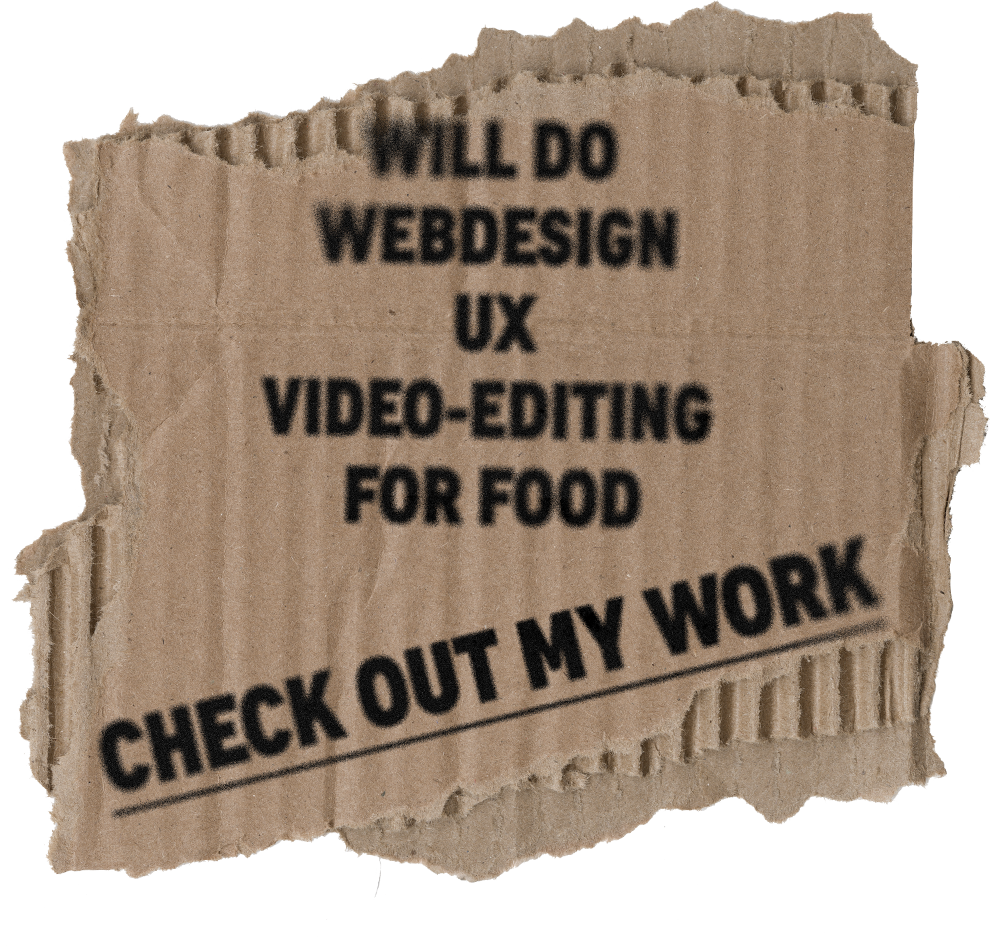 WILL DO
WEBDESIGN
UX
VIDEO-EDITING
FOR FOOD
CHECK OUT MY WORK